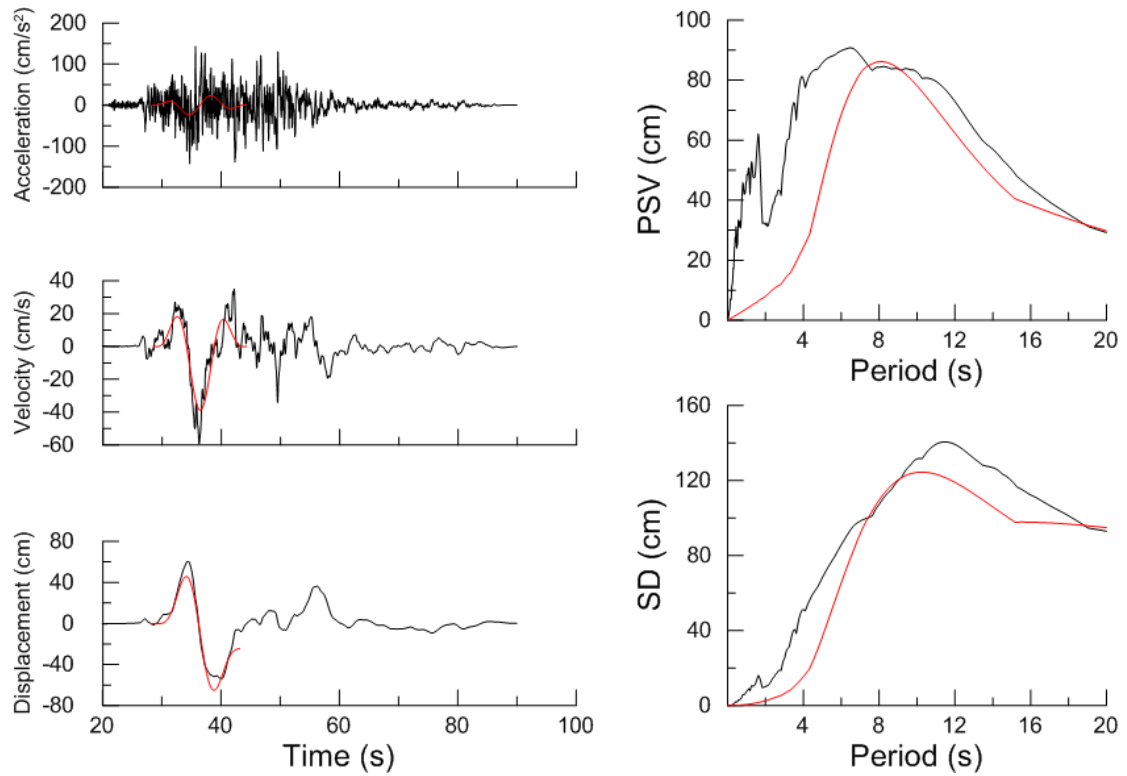 Acceleration (cm/s²)
200
100
0
-100
-200
Velocity (cm/s)
40
20
0
-20
-40
-60
Displacement (cm)
80
40
0
-40
-80
20 40 60 80 100
Time (s)
PSV (cm)
100
80
60
40
20
0
4 8 12 16 20
Period (s)
SD (cm)
160
120
80
40
0
4 8 12 16 20
Period (s)